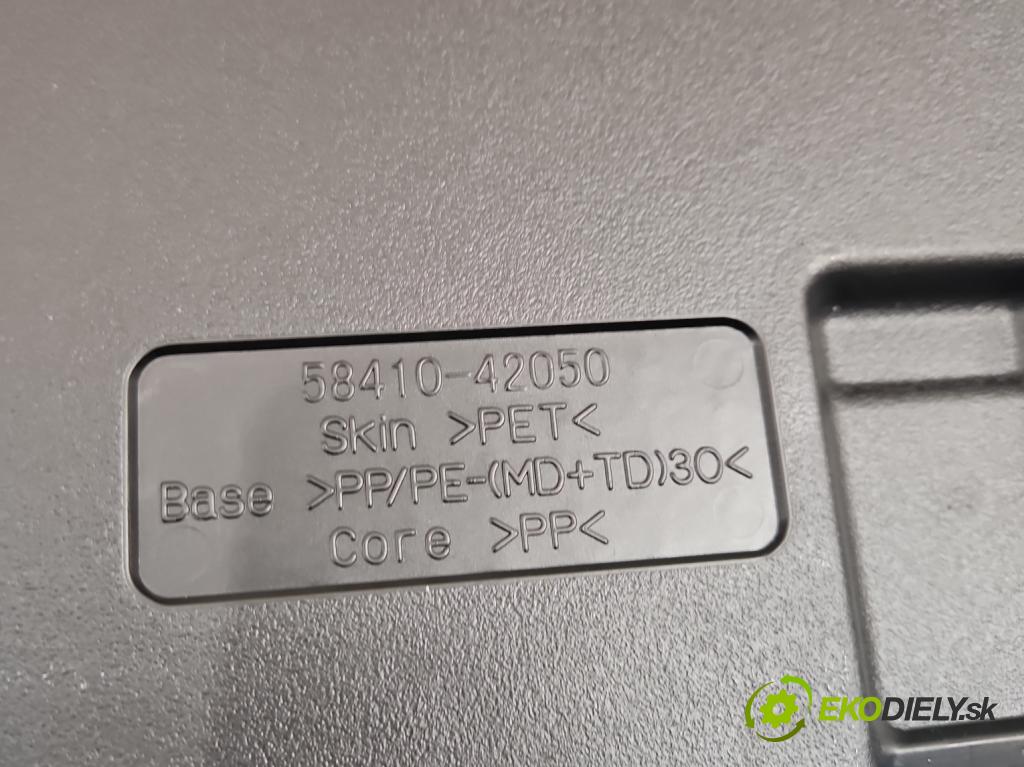 58410-42050
Skin >PET<
Base >PP/PE-(MD+TD)30<
Core >PP<
EKODIELY.sk